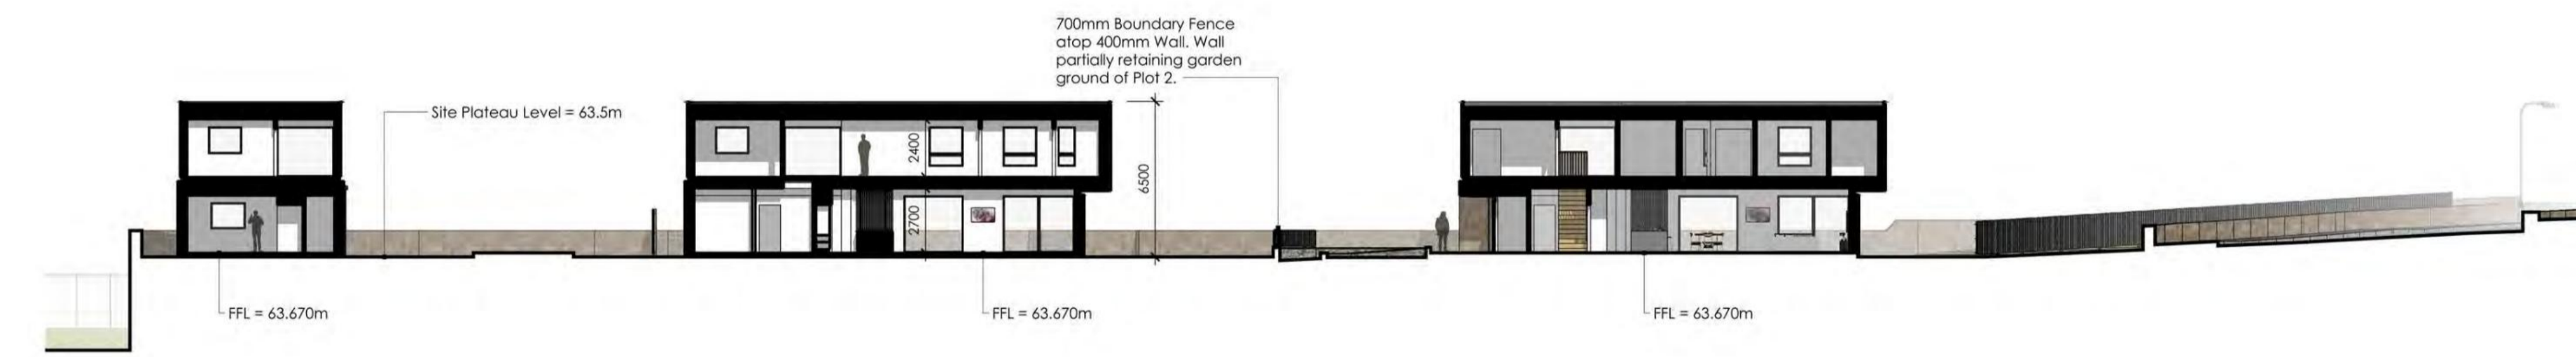 700mm Boundary Fence
atop 400mm Wall. Wall
partially retaining garden
ground of Plot 2.
Site Plateau Level = 63.5m
2400
6500
2700
FFL = 63.670m
FFL = 63.670m
FFL = 63.670m